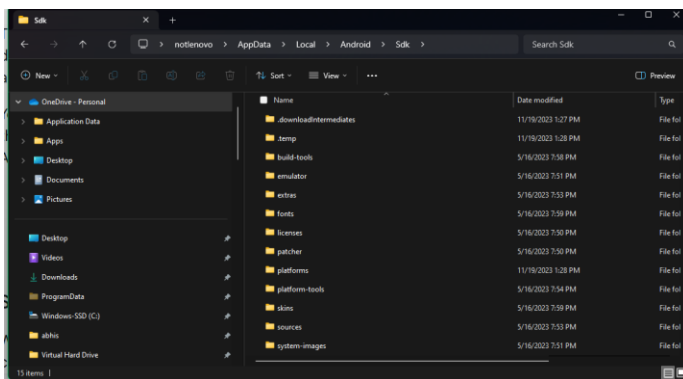 Sdk
notlenovo > AppData > Local > Android > Sdk >
Search Sdk
New
Sort
View
...
Preview
OneDrive - Personal
Application Data
Apps
Desktop
Documents
Pictures
Desktop
Videos
Downloads
ProgramData
Windows-SSD (C:)
abhis
Virtual Hard Drive
Name Date modified Type
.downloadIntermediates 11/19/2023 1:27 PM File fol
.temp 11/19/2023 1:28 PM File fol
build-tools 5/16/2023 7:58 PM File fol
emulator 5/16/2023 7:51 PM File fol
extras 5/16/2023 7:53 PM File fol
fonts 5/16/2023 7:59 PM File fol
licenses 5/16/2023 7:50 PM File fol
patcher 5/16/2023 7:50 PM File fol
platforms 11/19/2023 1:28 PM File fol
platform-tools 5/16/2023 7:54 PM File fol
skins 5/16/2023 7:59 PM File fol
sources 5/16/2023 7:53 PM File fol
system-images 5/16/2023 7:51 PM File fol
15 items